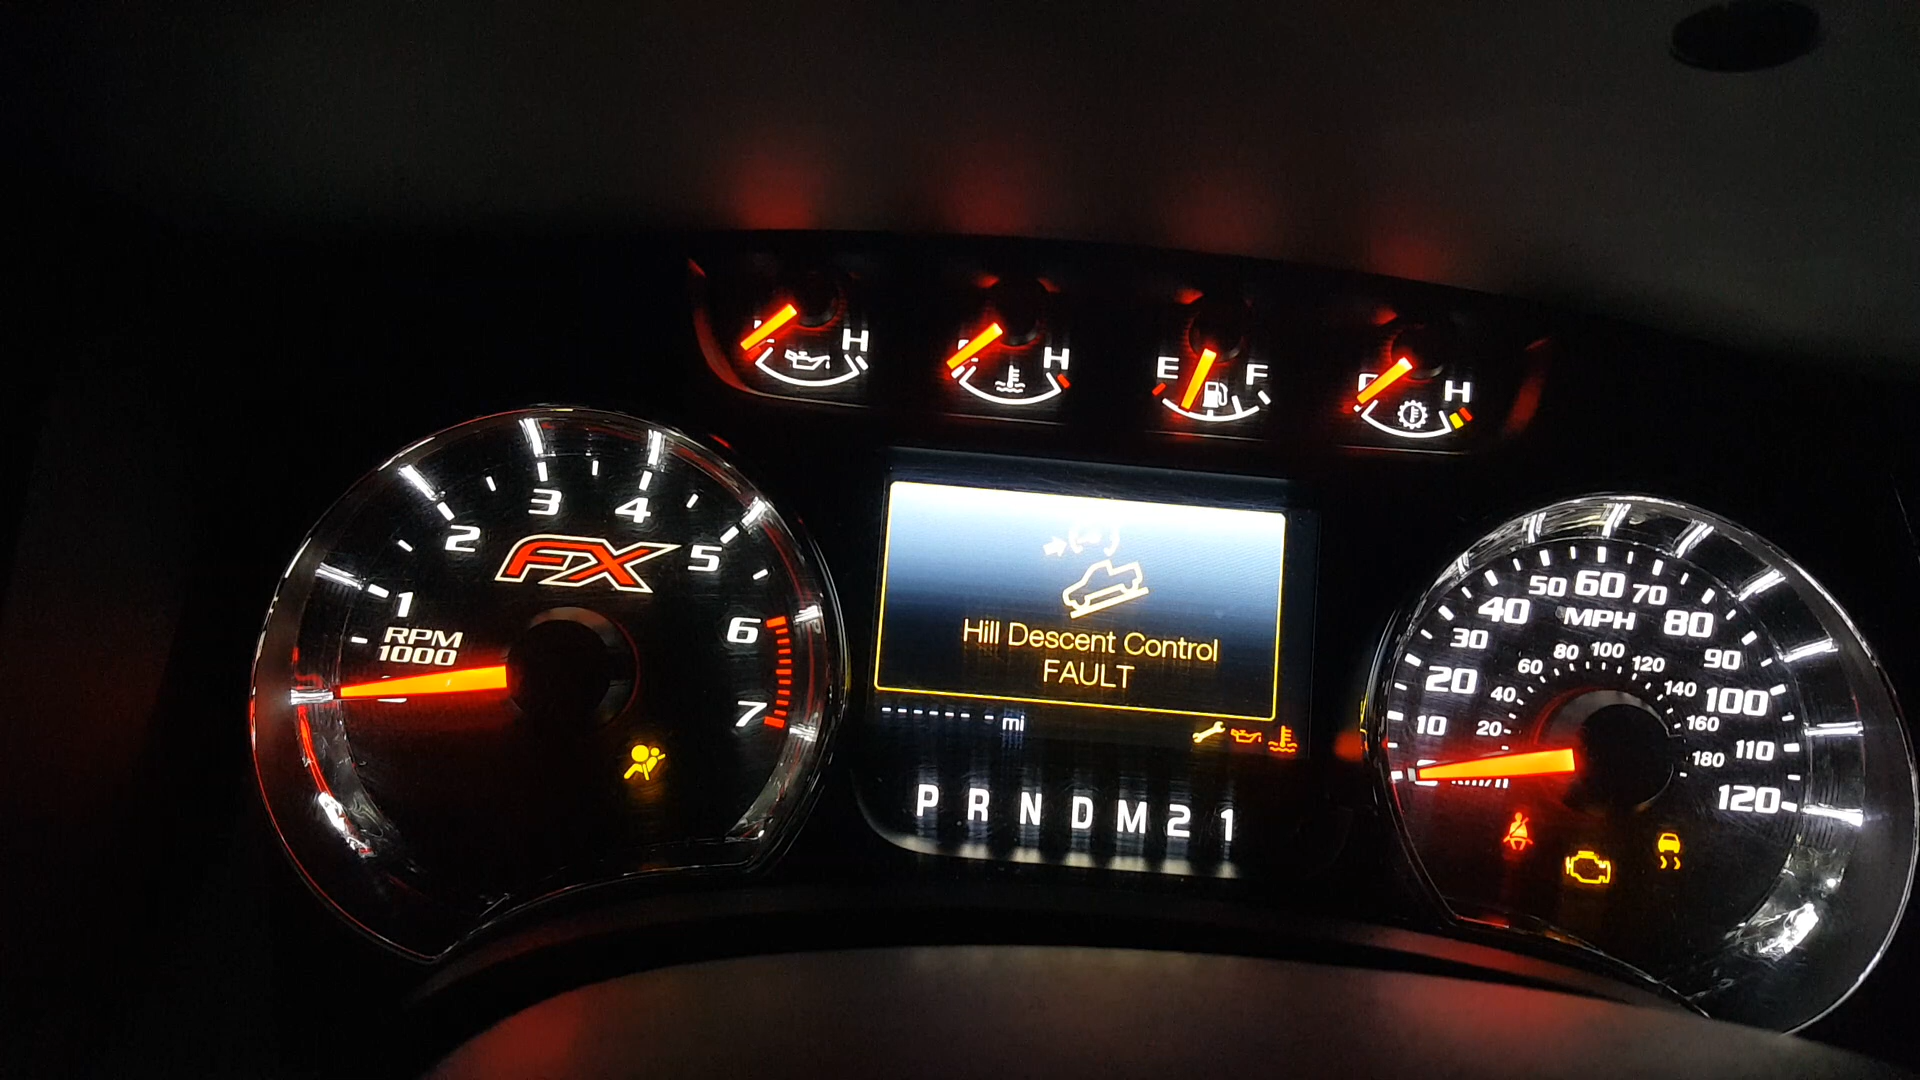 H
H
E F
H
1 2 3 4 5 6 7
FX
RPM
1000
Hill Descent Control
FAULT
------- mi
P R N D M 2 1
10 20 30 40 50 60 70 80 90 100 110 120
MPH
20 40 60 80 100 120 140 160 180
km/h